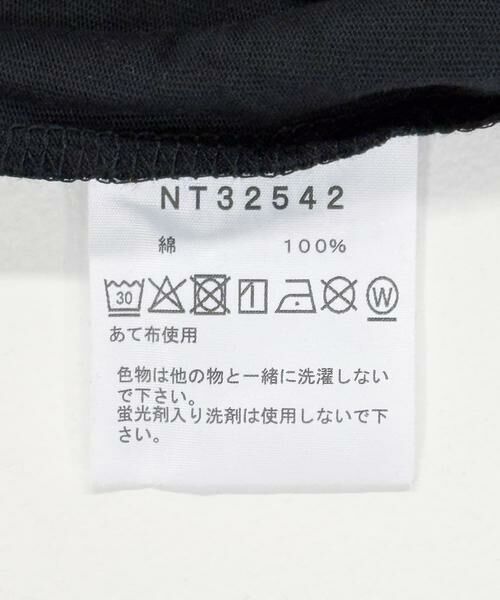 NT32542
綿 100%
30 W
あて布使用
色物は他の物と一緒に洗濯しない
で下さい。
蛍光剤入り洗剤は使用しないで下
さい。